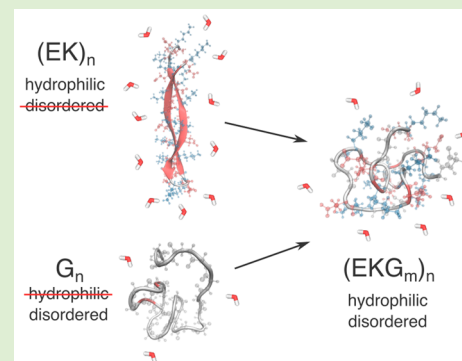 (EK)n
hydrophilic
disordered
Gn
hydrophilic
disordered
(EKGm)n
hydrophilic
disordered